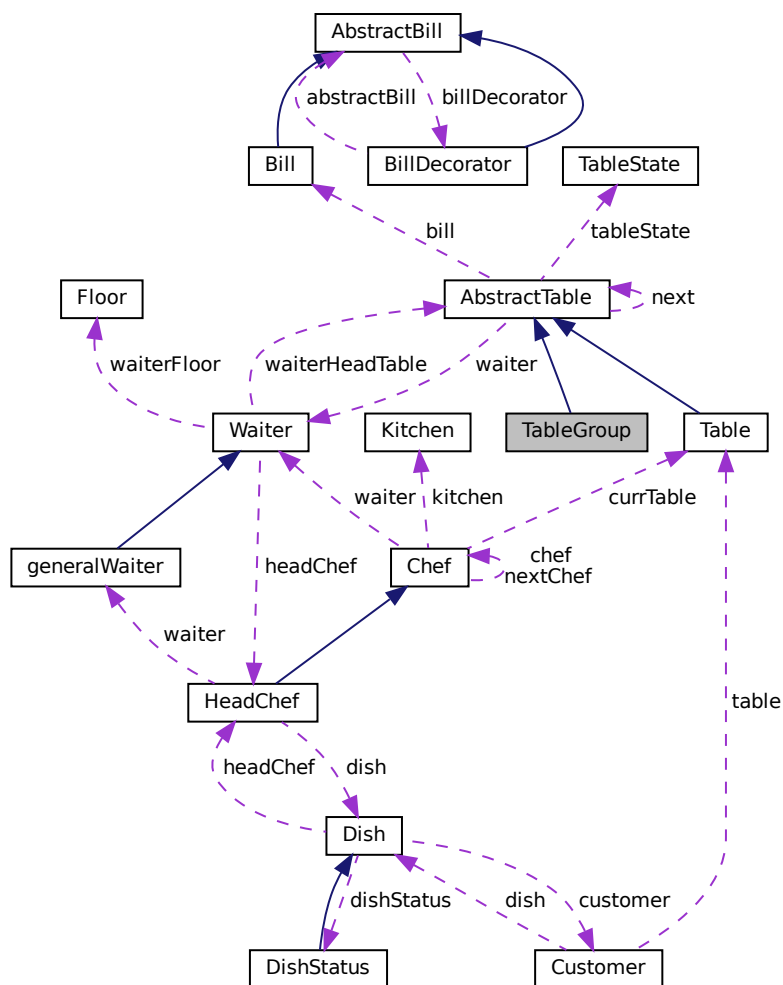 AbstractBill
abstractBill
billDecorator
Bill
BillDecorator
TableState
bill
tableState
Floor
AbstractTable
next
waiterFloor
waiterHeadTable
waiter
Waiter
Kitchen
TableGroup
Table
waiter
kitchen
currTable
generalWaiter
headChef
Chef
chef
nextChef
waiter
HeadChef
table
headChef
dish
Dish
dishStatus
dish
customer
DishStatus
Customer